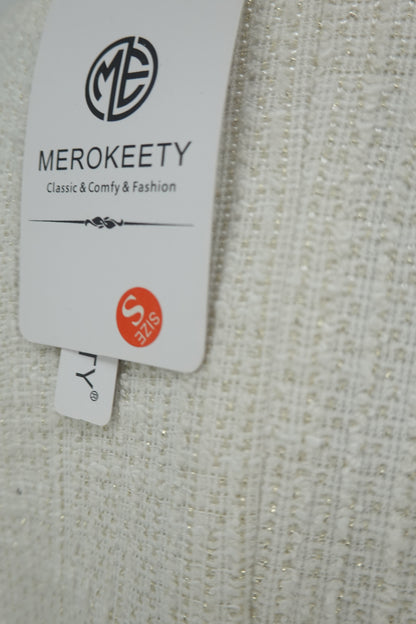 ME
MEROKEETY
Classic & Comfy & Fashion
S
SIZE
TY®